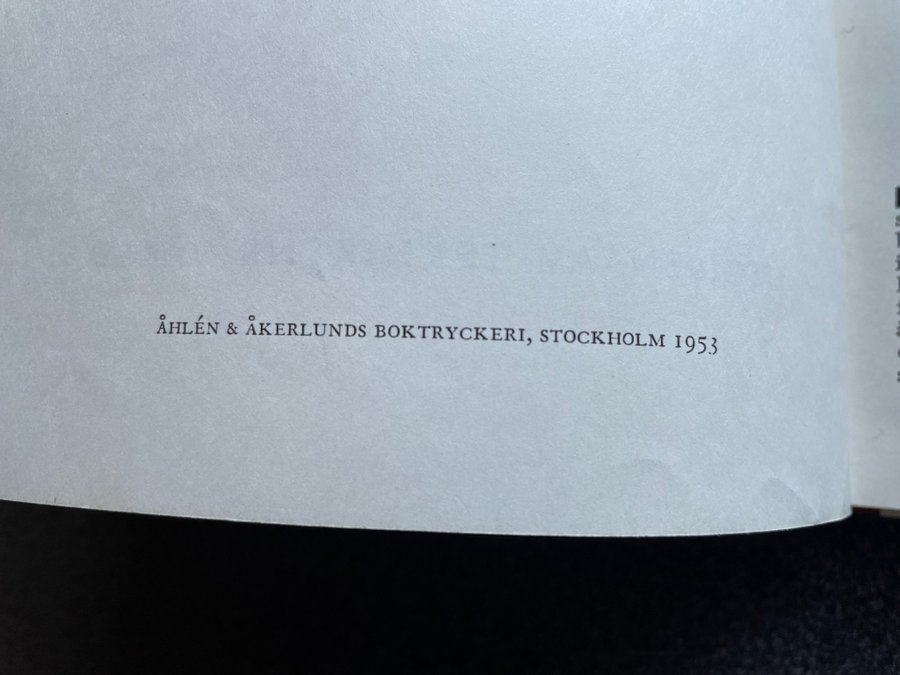 ÅHLÉN & ÅKERLUNDS BOKTRYCKERI, STOCKHOLM 1953